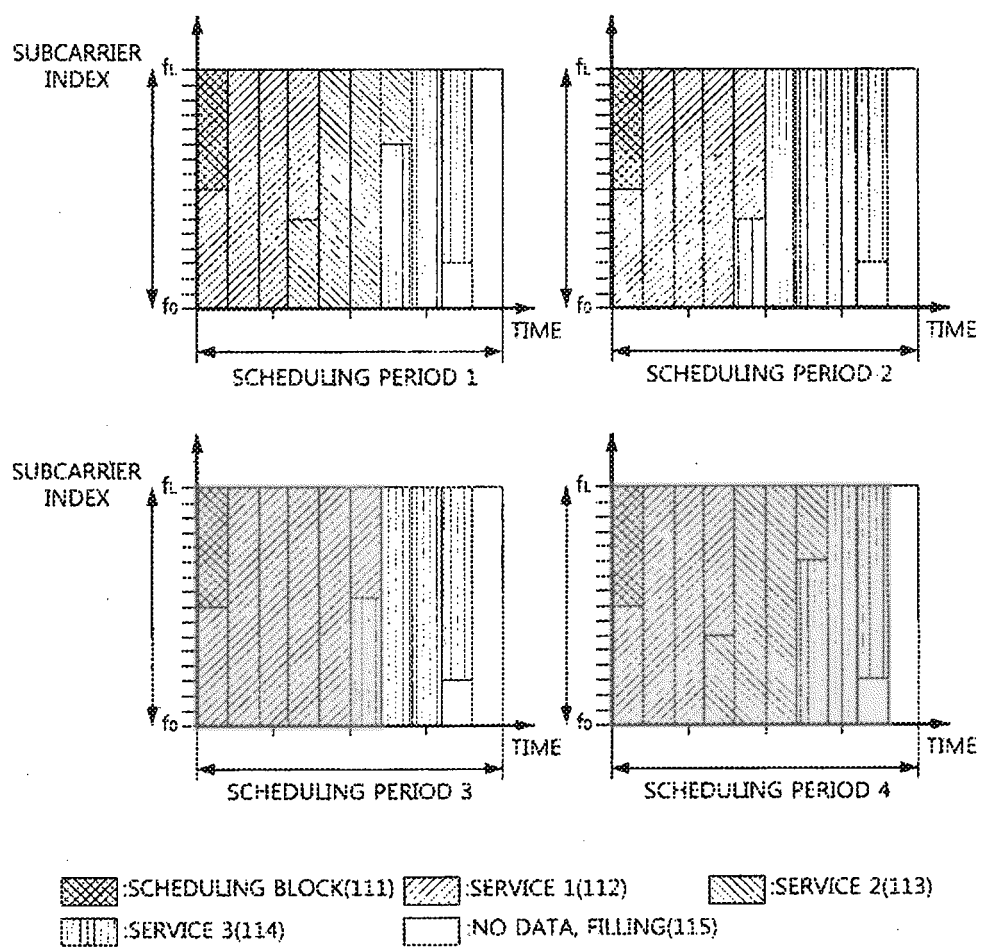 SUBCARRIER
INDEX
fL
f0
TIME
SCHEDULING PERIOD 1
fL
f0
TIME
SCHEDULING PERIOD 2
SUBCARRIER
INDEX
fL
f0
TIME
SCHEDULING PERIOD 3
fL
f0
TIME
SCHEDULING PERIOD 4
:SCHEDULING BLOCK(111) :SERVICE 1(112) :SERVICE 2(113)
:SERVICE 3(114) :NO DATA, FILLING(115)